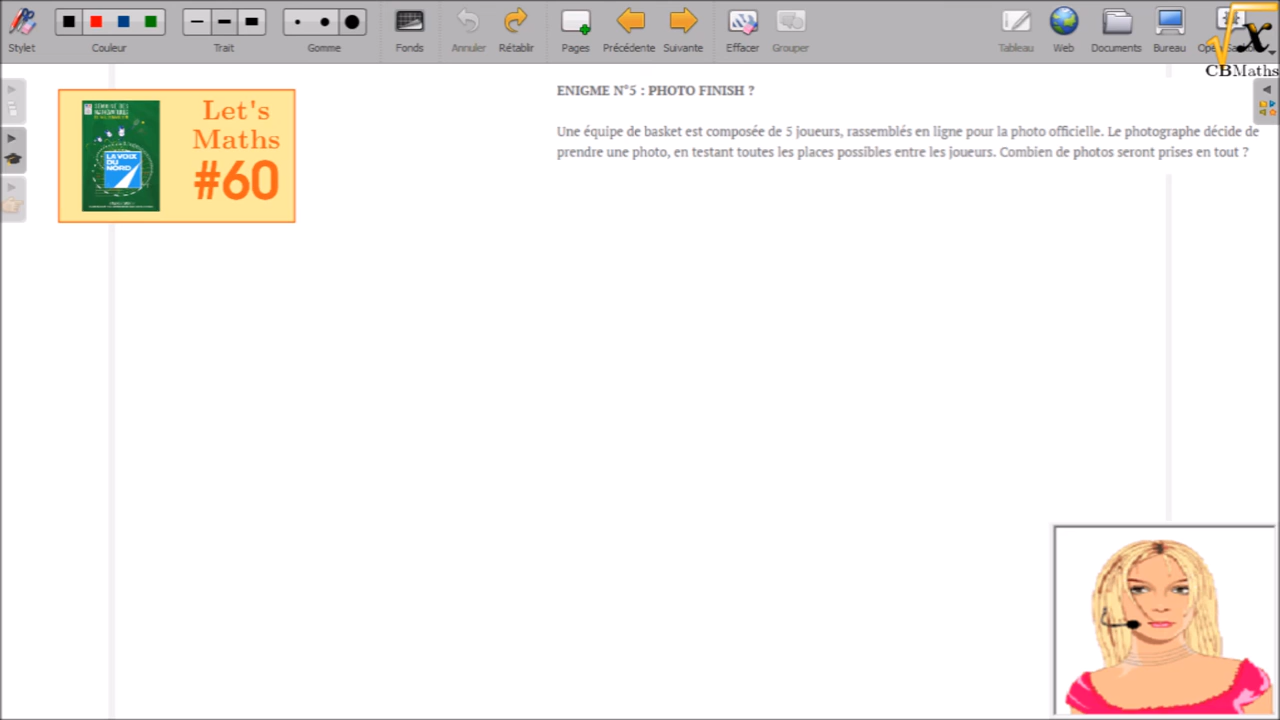 Stylet
Couleur
Trait
Gomme
Fonds
Annuler
Rétablir
Pages
Précédente
Suivante
Effacer
Grouper
Tableau
Web
Documents
Bureau
x
CBMaths
ENIGME N°5 : PHOTO FINISH ?
Une équipe de basket est composée de 5 joueurs, rassemblés en ligne pour la photo officielle. Le photographe décide de
prendre une photo, en testant toutes les places possibles entre les joueurs. Combien de photos seront prises en tout ?
LA VOIX
DU
NORD
Let's
Maths
#60